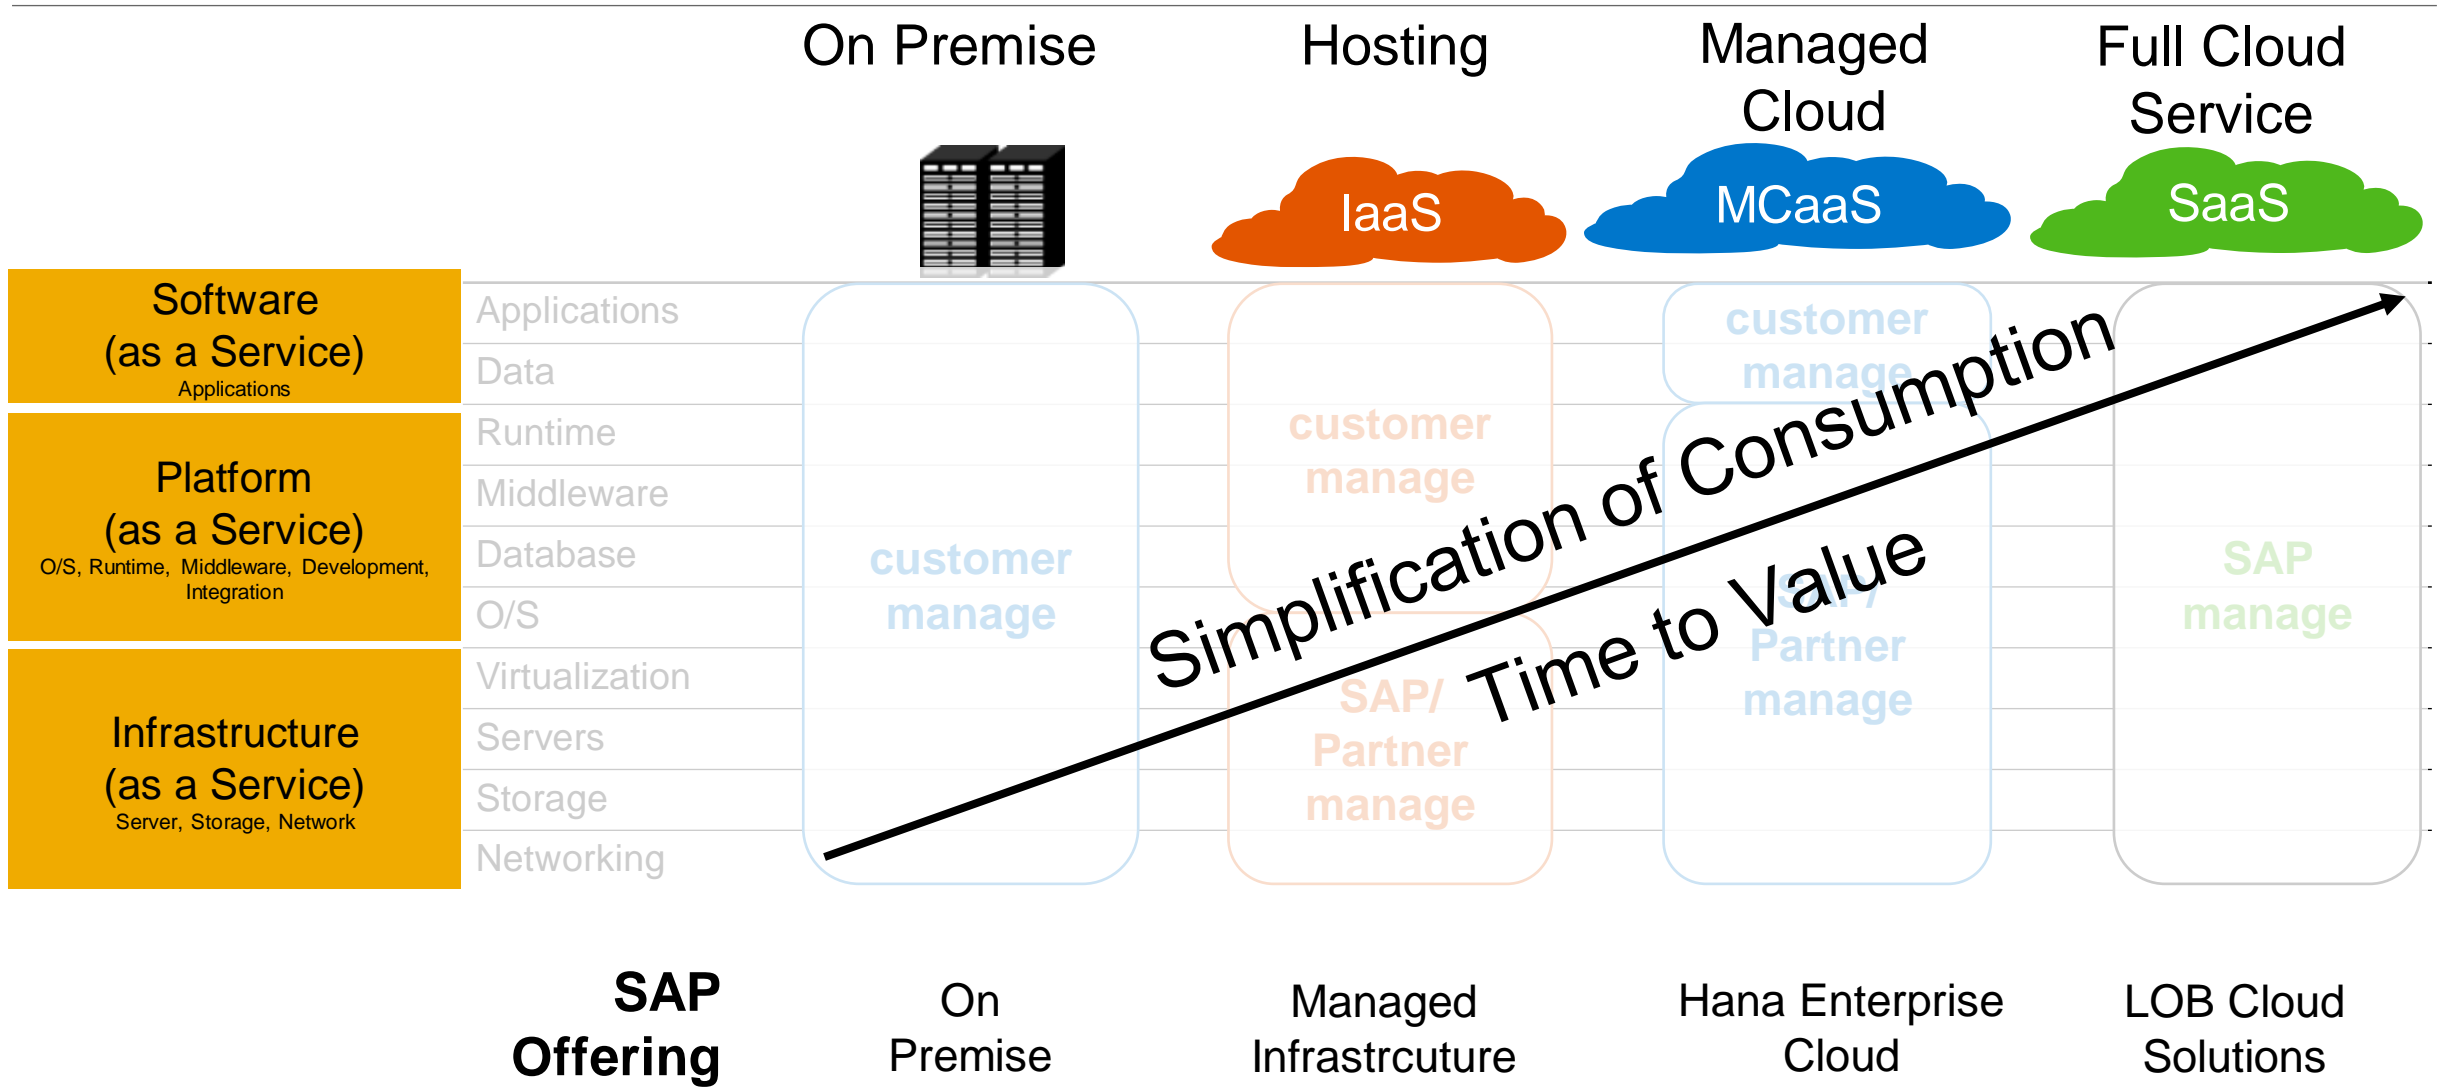 On Premise
Hosting
Managed
Cloud
Full Cloud
Service
IaaS
MCaaS
SaaS
Software
(as a Service)
Applications
Platform
(as a Service)
O/S, Runtime, Middleware, Development,
Integration
Infrastructure
(as a Service)
Server, Storage, Network
Applications
Data
Runtime
Middleware
Database
O/S
Virtualization
Servers
Storage
Networking
customer
manage
customer
manage
SAP/
Partner
manage
customer
manage
SAP/
Partner
manage
SAP
manage
Simplification of Consumption
Time to Value
SAP
Offering
On
Premise
Managed
Infrastrcuture
Hana Enterprise
Cloud
LOB Cloud
Solutions